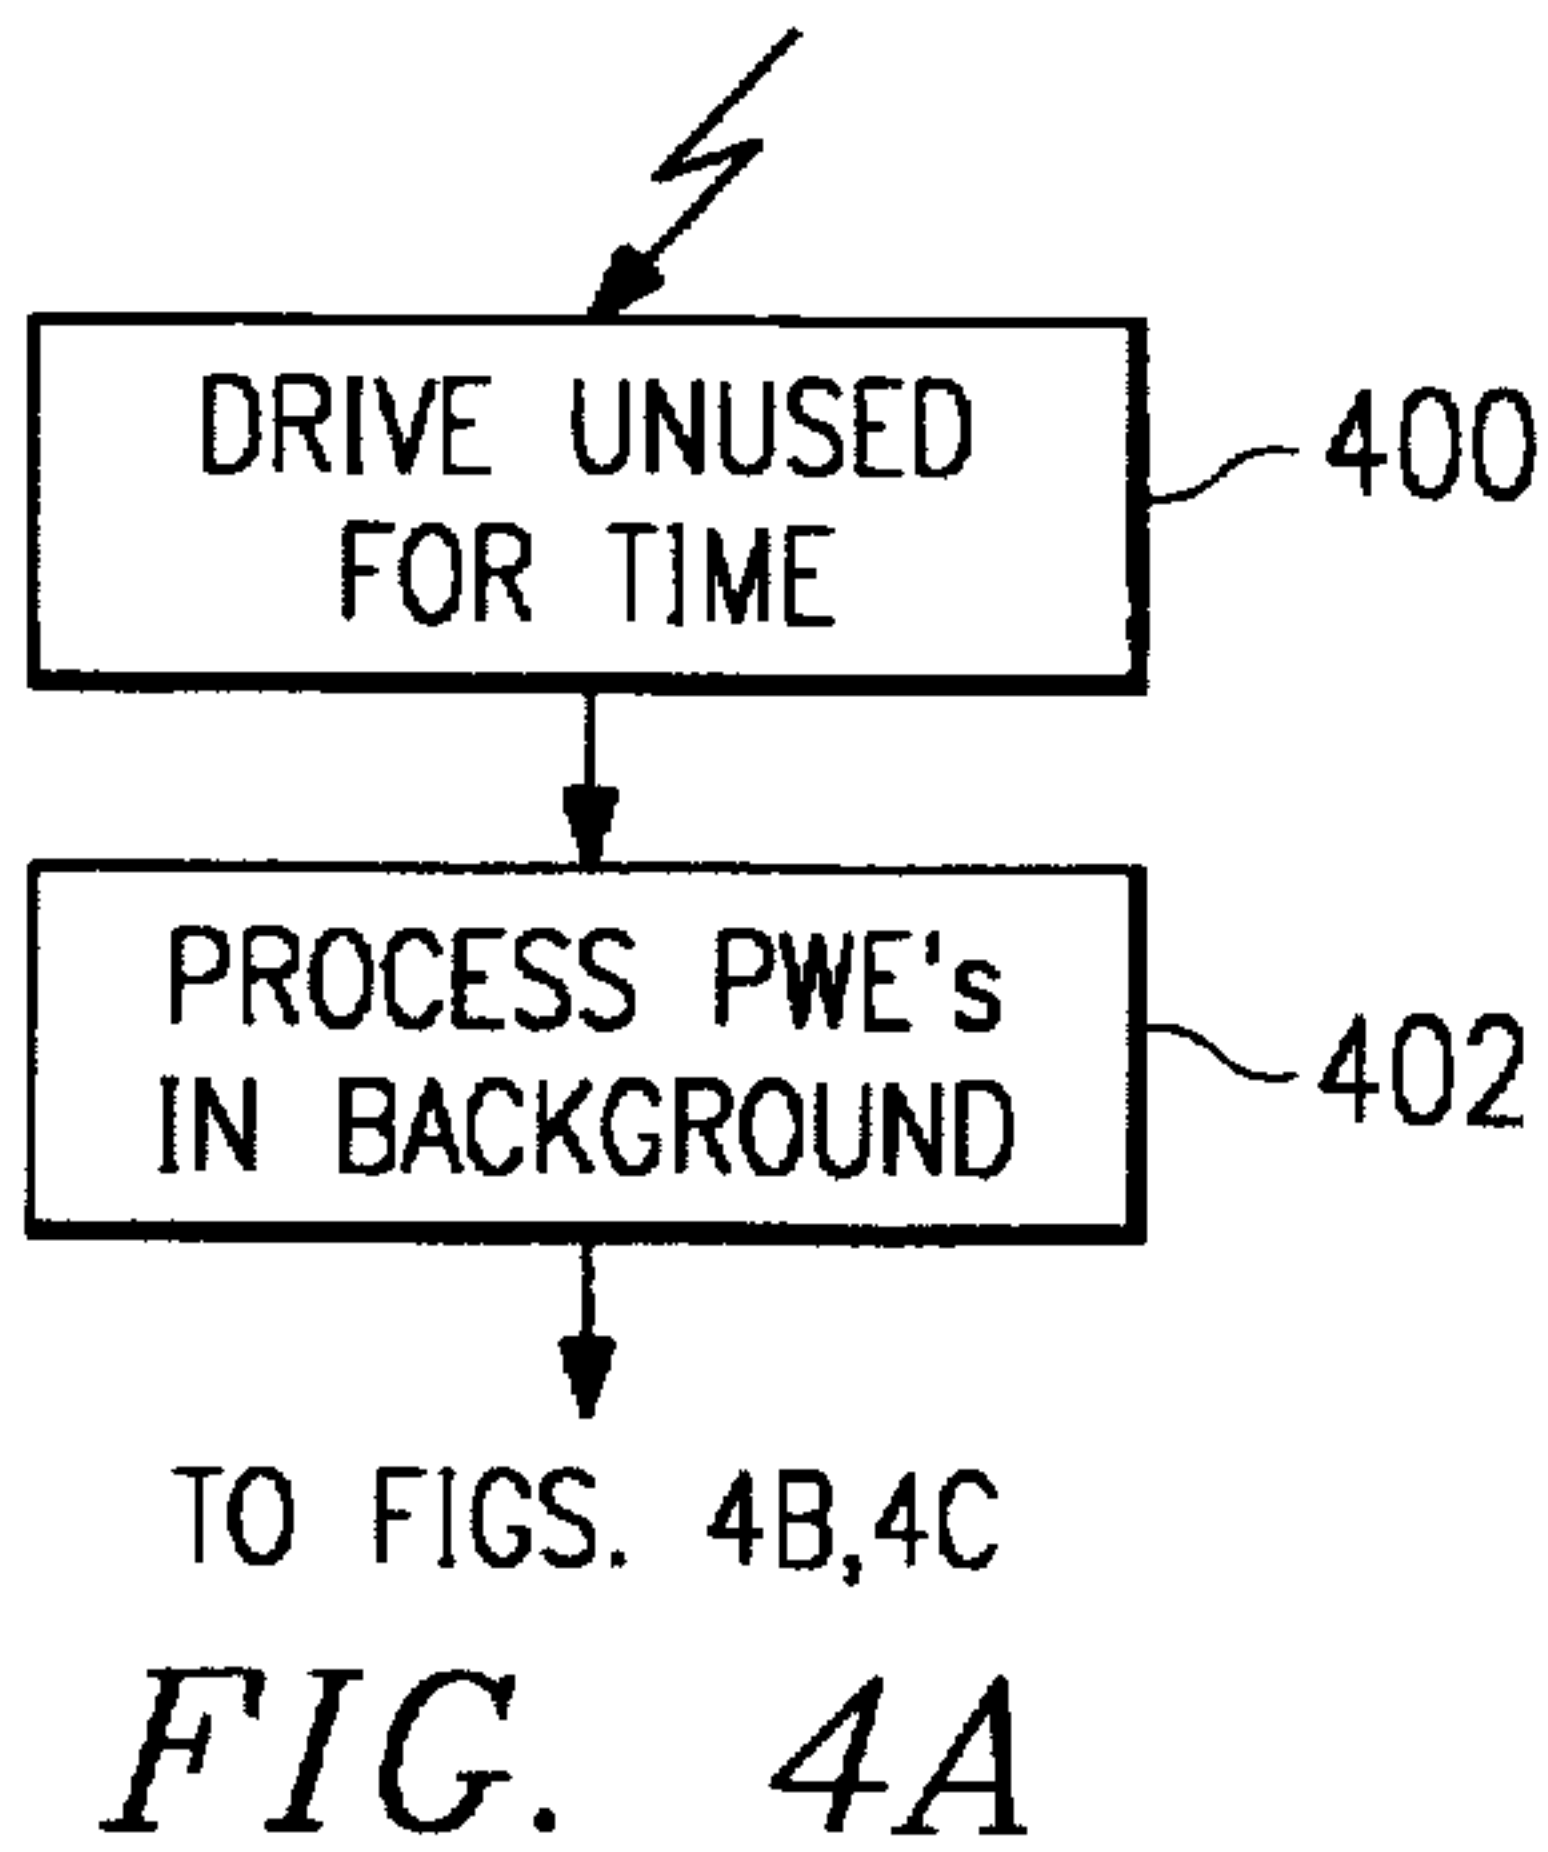 DRIVE UNUSED
FOR TIME
400
PROCESS PWE's
IN BACKGROUND
402
TO FIGS. 4B,4C
FIG. 4A